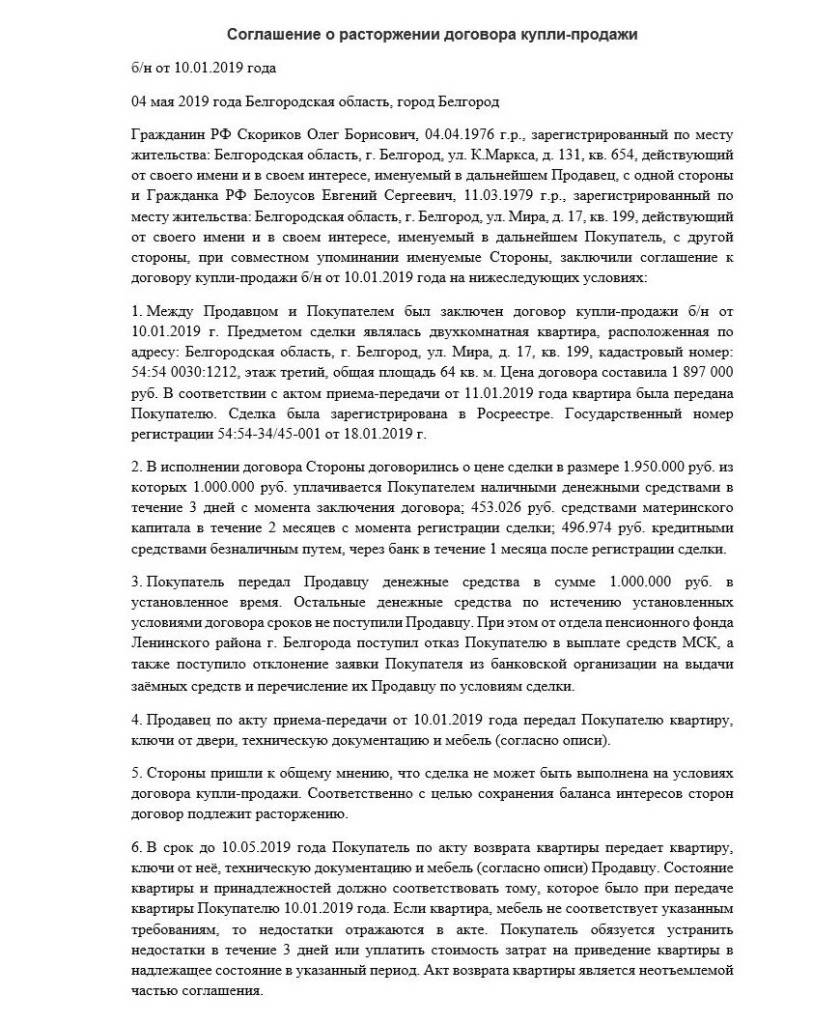 Соглашение о расторжении договора купли-продажи
б/н от 10.01.2019 года
04 мая 2019 года Белгородская область, город Белгород
Гражданин РФ Скориков Олег Борисович, 04.04.1976 г.р., зарегистрированный по месту
жительства: Белгородская область, г. Белгород, ул. К.Маркса, д. 131, кв. 654, действующий
от своего имени и в своем интересе, именуемый в дальнейшем Продавец, с одной стороны
и Гражданка РФ Белоусов Евгений Сергеевич, 11.03.1979 г.р., зарегистрированный по
месту жительства: Белгородская область, г. Белгород, ул. Мира, д. 17, кв. 199, действующий
от своего имени и в своем интересе, именуемый в дальнейшем Покупатель, с другой
стороны, при совместном упоминании именуемые Стороны, заключили соглашение к
договору купли-продажи б/н от 10.01.2019 года на нижеследующих условиях:
1. Между Продавцом и Покупателем был заключен договор купли-продажи б/н от
10.01.2019 г. Предметом сделки являлась двухкомнатная квартира, расположенная по
адресу: Белгородская область, г. Белгород, ул. Мира, д. 17, кв. 199, кадастровый номер:
54:54 0030:1212, этаж третий, общая площадь 64 кв. м. Цена договора составила 1 897 000
руб. В соответствии с актом приема-передачи от 11.01.2019 года квартира была передана
Покупателю. Сделка была зарегистрирована в Росреестре. Государственный номер
регистрации 54:54-34/45-001 от 18.01.2019 г.
2. В исполнении договора Стороны договорились о цене сделки в размере 1.950.000 руб. из
которых 1.000.000 руб. уплачивается Покупателем наличными денежными средствами в
течение 3 дней с момента заключения договора; 453.026 руб. средствами материнского
капитала в течение 2 месяцев с момента регистрации сделки; 496.974 руб. кредитными
средствами безналичным путем, через банк в течение 1 месяца после регистрации сделки.
3. Покупатель передал Продавцу денежные средства в сумме 1.000.000 руб. в
установленное время. Остальные денежные средства по истечению установленных
условиями договора сроков не поступили Продавцу. При этом от отдела пенсионного фонда
Ленинского района г. Белгорода поступил отказ Покупателю в выплате средств МСК, а
также поступило отклонение заявки Покупателя из банковской организации на выдачи
заёмных средств и перечисление их Продавцу по условиям сделки.
4. Продавец по акту приема-передачи от 10.01.2019 года передал Покупателю квартиру,
ключи от двери, техническую документацию и мебель (согласно описи).
5. Стороны пришли к общему мнению, что сделка не может быть выполнена на условиях
договора купли-продажи. Соответственно с целью сохранения баланса интересов сторон
договор подлежит расторжению.
6. В срок до 10.05.2019 года Покупатель по акту возврата квартиры передает квартиру,
ключи от неё, техническую документацию и мебель (согласно описи) Продавцу. Состояние
квартиры и принадлежностей должно соответствовать тому, которое было при передаче
квартиры Покупателю 10.01.2019 года. Если квартира, мебель не соответствует указанным
требованиям, то недостатки отражаются в акте. Покупатель обязуется устранить
недостатки в течение 3 дней или уплатить стоимость затрат на приведение квартиры в
надлежащее состояние в указанный период. Акт возврата квартиры является неотъемлемой
частью соглашения.